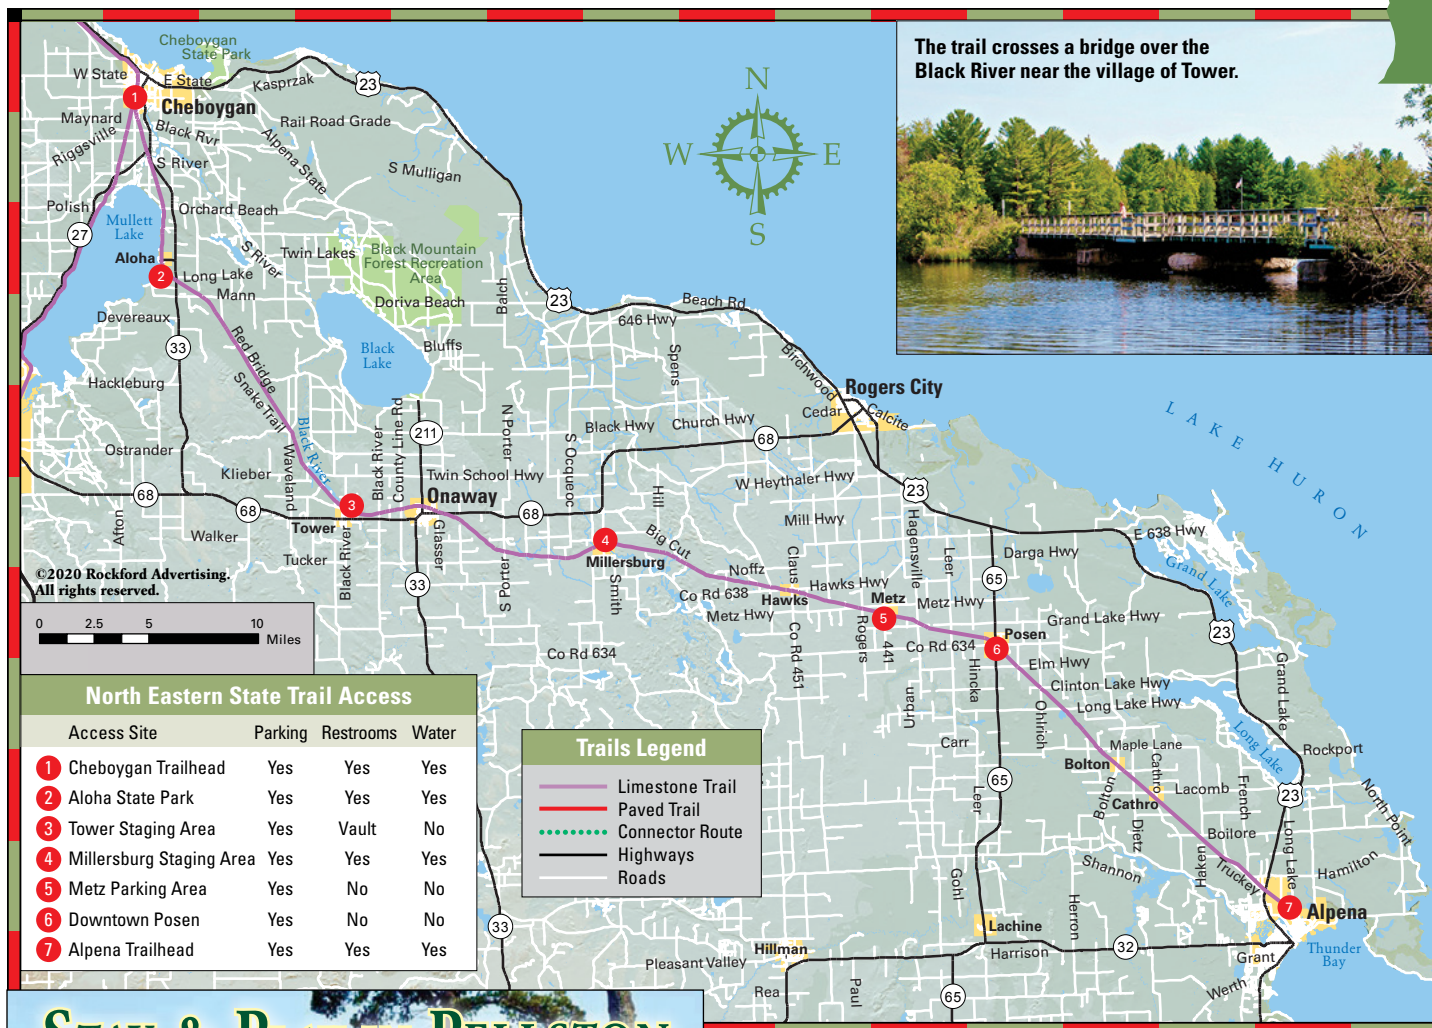 The trail crosses a bridge over the
Black River near the village of Tower.
N
W
E
S
Cheboygan
State Park
W State
E State
Kasprzak
23
1
Cheboygan
Maynard
Riggsville
Black Rvr
Rail Road Grade
Alpena State
S River
S Mulligan
Polish
Mullett
Lake
Orchard Beach
27
S River
Twin Lakes
Black Mountain
Forest Recreation
Area
Aloha
2
Long Lake
Mann
Doriva Beach
Balch
23
Beach Rd
646 Hwy
Devereaux
33
Red Bridge
Snake Trail
Black
Lake
Bluffs
Spens
Birchwood
Rogers City
Hackleburg
Cedar
Calcite
LAKE HURON
Black River
Black River
County Line Rd
211
N Porter
S Ocqueoc
Black Hwy
Church Hwy
68
Ostrander
Klieber
Waveland
Twin School Hwy
W Heythaler Hwy
23
68
68
3
Onaway
68
Hill
Mill Hwy
Hagensville
Afton
Walker
Tower
Tucker
Black River
Glasser
33
S Porter
4
Millersburg
Big Cut
Smith
Noffz
Co Rd 638
Claus
Hawks
Hawks Hwy
Metz Hwy
Metz
5
Metz Hwy
Leer
65
Darga Hwy
E 638 Hwy
Grand Lake
Grand Lake Hwy
23
Co Rd 634
Co Rd 451
Rogers
441
Co Rd 634
Posen
6
Hincka
Elm Hwy
Clinton Lake Hwy
Long Lake Hwy
Grand Lake
Urban
Ohlrich
Carr
Maple Lane
Long Lake
Rockport
65
Leer
Bolton
Bolton
Cathro
Cathro
Lacomb
French
23
North Point
Dietz
Boilore
Long Lake
Shannon
Haken
Truckey
Hamilton
Gohl
Herron
7
Alpena
Lachine
Thunder
Bay
33
Hillman
Harrison
32
Grant
Pleasant Valley
Rea
Paul
65
Werth
©2020 Rockford Advertising.
All rights reserved.
0 2.5 5 10
Miles
North Eastern State Trail Access
Access Site Parking Restrooms Water
1 Cheboygan Trailhead Yes Yes Yes
2 Aloha State Park Yes Yes Yes
3 Tower Staging Area Yes Vault No
4 Millersburg Staging Area Yes Yes Yes
5 Metz Parking Area Yes No No
6 Downtown Posen Yes No No
7 Alpena Trailhead Yes Yes Yes
Trails Legend
Limestone Trail
Paved Trail
Connector Route
Highways
Roads